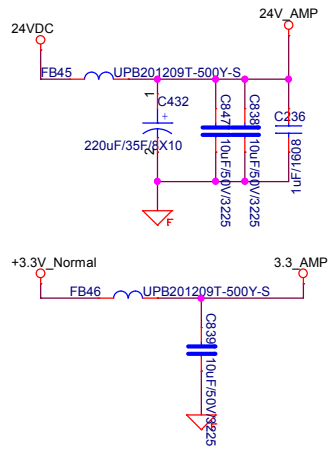 24VDC
24V_AMP
FB45
UPB201209T-500Y-S
1
C432
+
2
220uF/35F/8X10
C847
10uF/50V/3225
C838
10uF/50V/3225
C236
1uF/1608
F
+3.3V_Normal
3.3_AMP
FB46
UPB201209T-500Y-S
C839
10uF/50V/3225
F